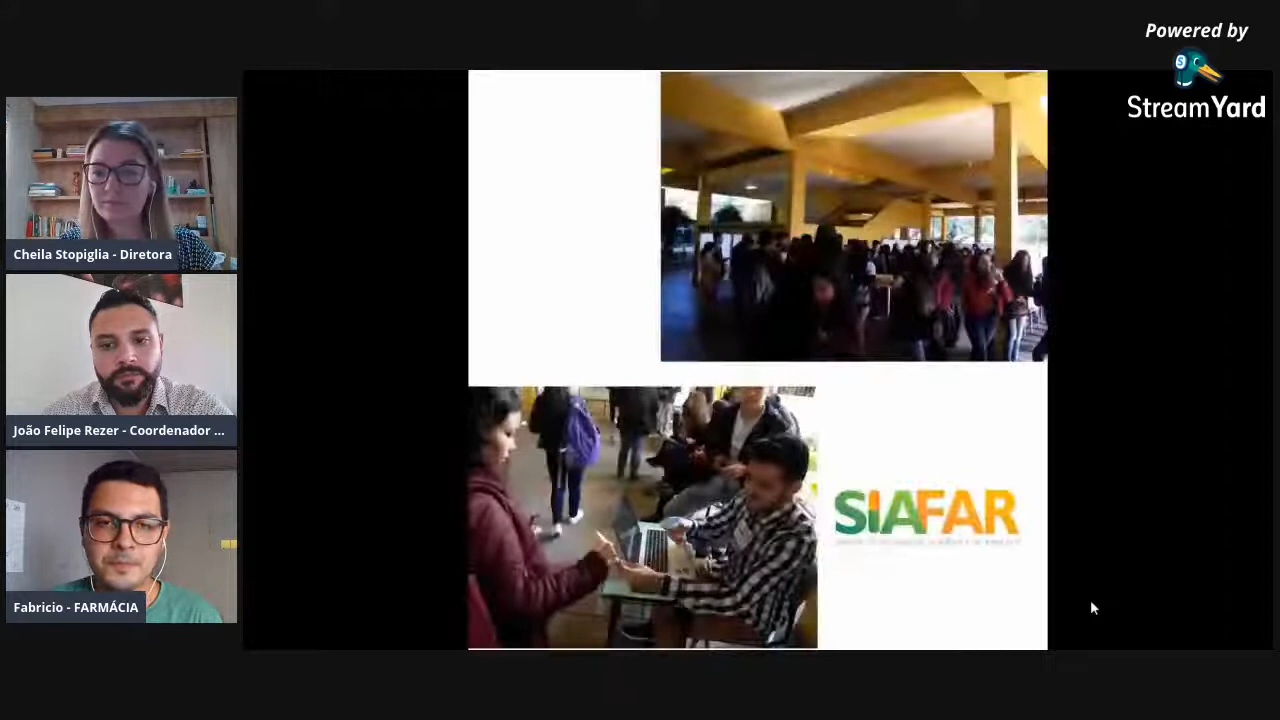 Powered by
StreamYard
Cheila Stopiglia - Diretora
João Felipe Rezer - Coordenador ...
Fabricio - FARMÁCIA
SIAFAR